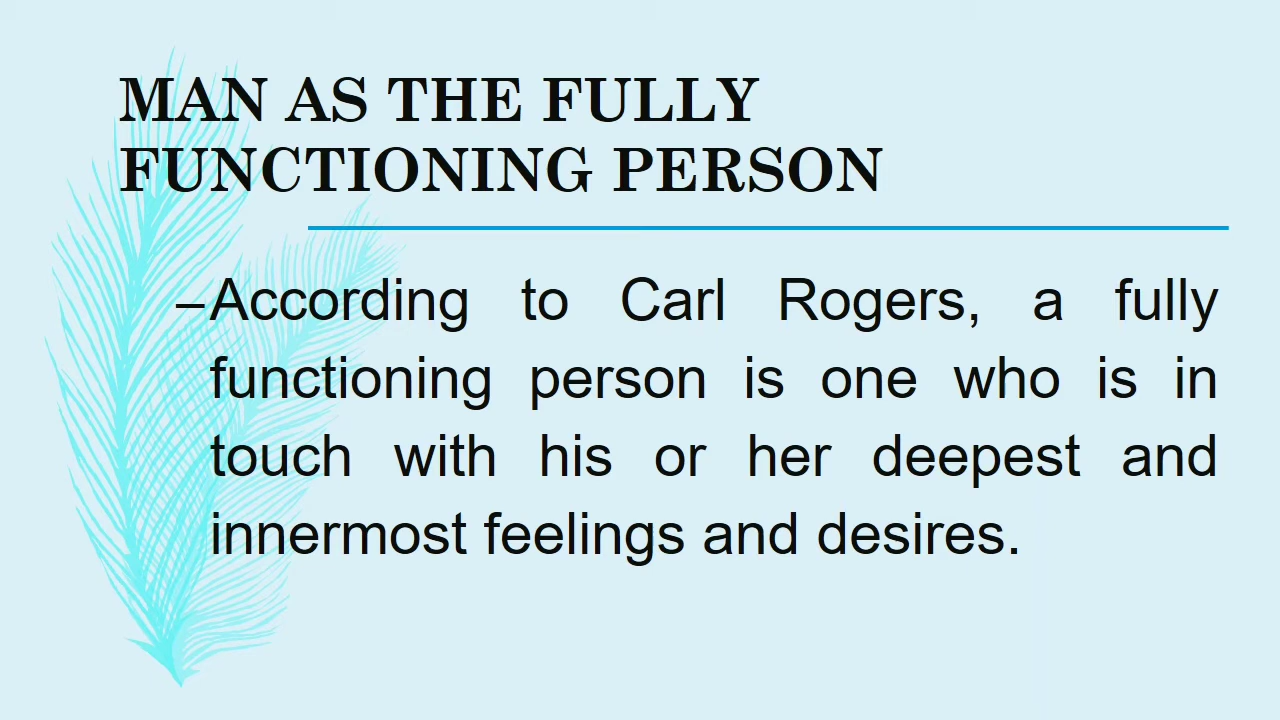 MAN AS THE FULLY
FUNCTIONING PERSON
–According to Carl Rogers, a fully
functioning person is one who is in
touch with his or her deepest and
innermost feelings and desires.